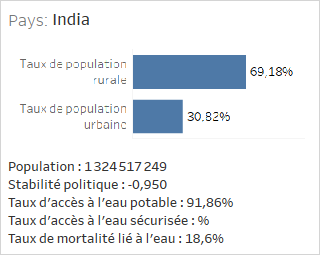 Pays: India
Taux de population
rurale
69,18%
Taux de population
urbaine
30,82%
Population : 1 324 517 249
Stabilité politique : -0,950
Taux d’accès à l’eau potable : 91,86%
Taux d’accès à l’eau sécurisée : %
Taux de mortalité lié à l’eau : 18,6%